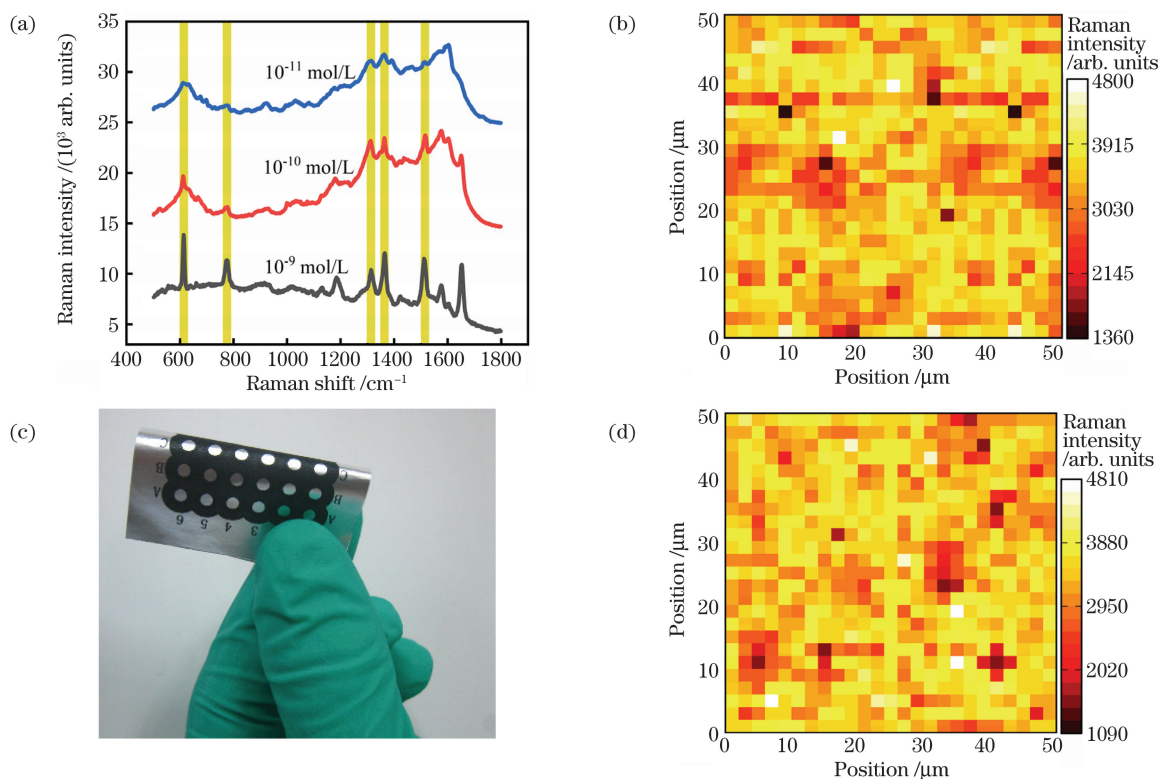 (a)
Raman intensity /(10³ arb. units)
35
30
25
20
15
10
5
10⁻¹¹ mol/L
10⁻¹⁰ mol/L
10⁻⁹ mol/L
400 600 800 1000 1200 1400 1600 1800
Raman shift /cm⁻¹
(b)
Position /μm
50
40
30
20
10
0
0 10 20 30 40 50
Position /μm
Raman
intensity
/arb. units
4800
3915
3030
2145
1360
(c)
C
B
A
6 5 4 3
C
B
A
(d)
Position /μm
50
40
30
20
10
0
0 10 20 30 40 50
Position /μm
Raman
intensity
/arb. units
4810
3880
2950
2020
1090